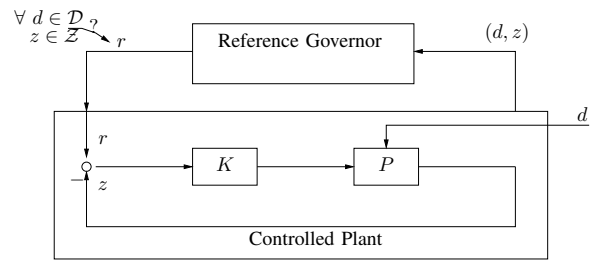 ∀ d ∈ 𝒟
z ∈ 𝒵 ? r
Reference Governor
(d, z)
d
r
K
P
− z
Controlled Plant